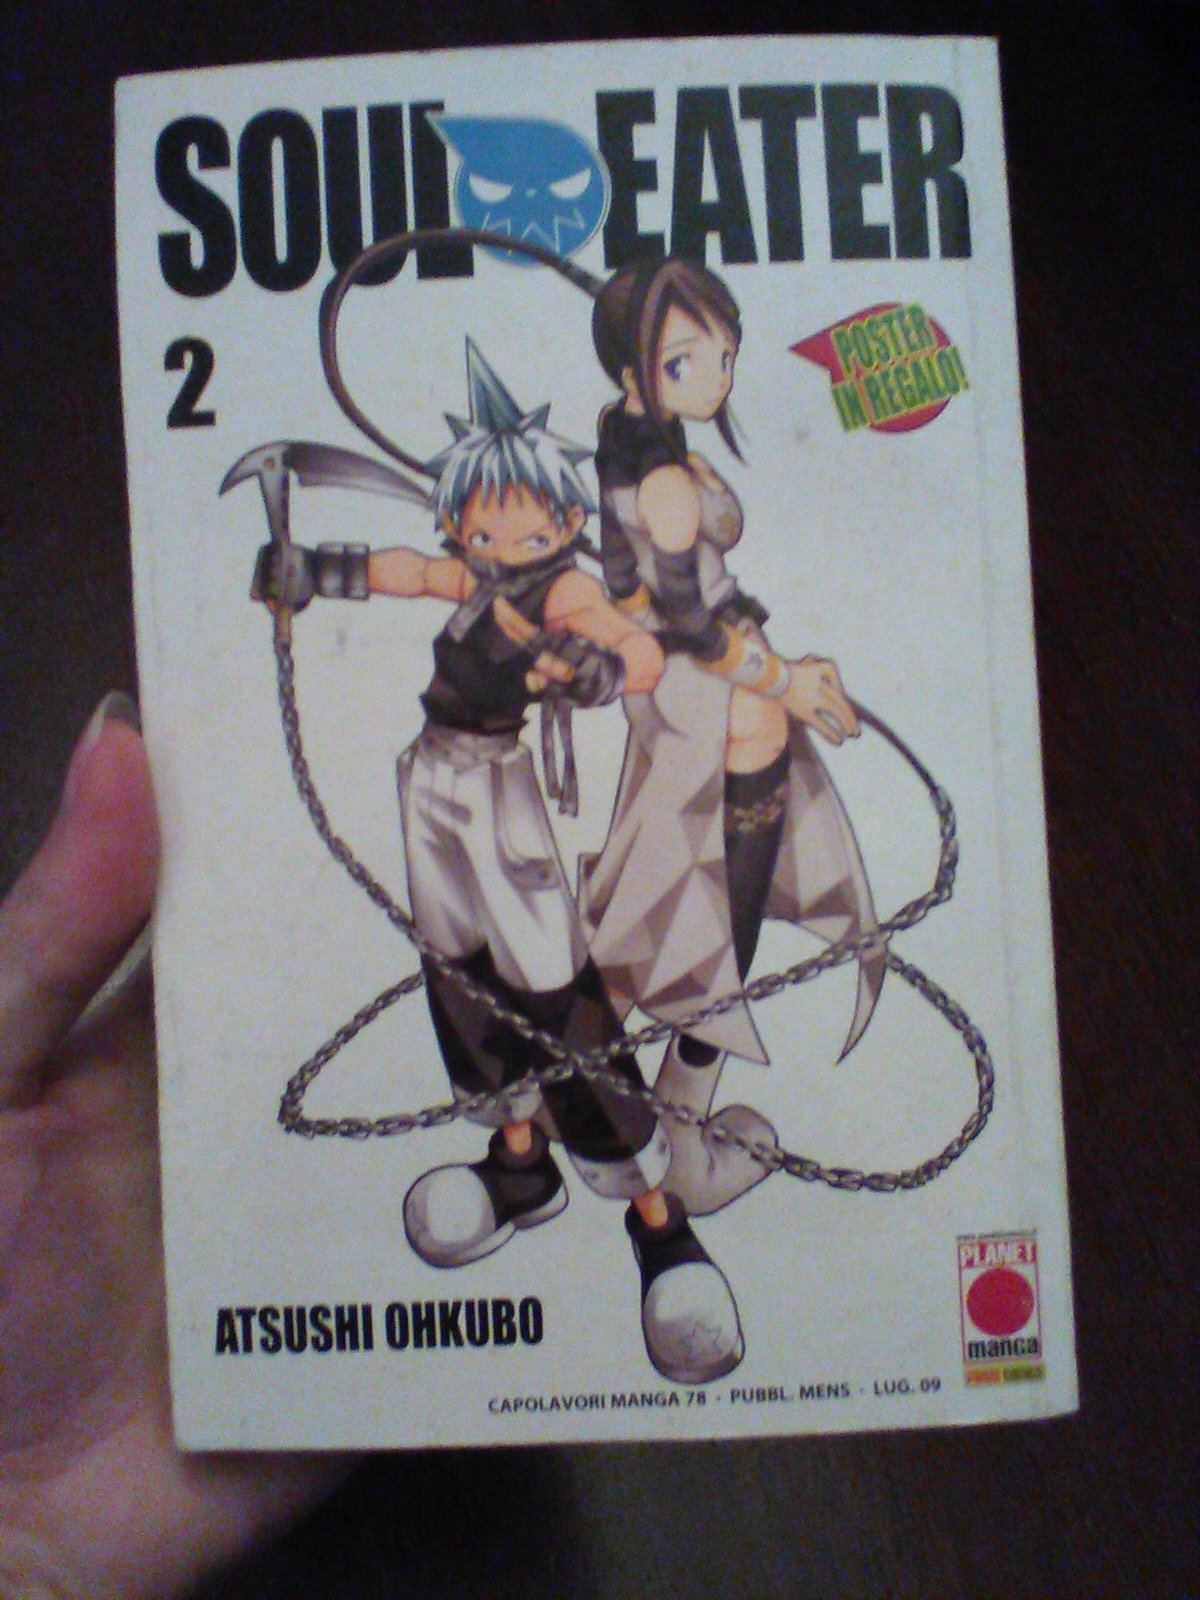 SOUL EATER
2
POSTER
IN REGALO!
ATSUSHI OHKUBO
PLANET
manga
CAPOLAVORI MANGA 78 · PUBBL. MENS · LUG. 09